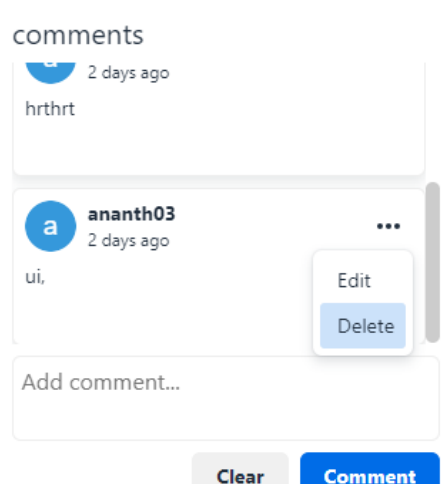 comments
a
2 days ago
hrthrt
a
ananth03
2 days ago
ui,
Edit
Delete
Add comment...
Clear
Comment